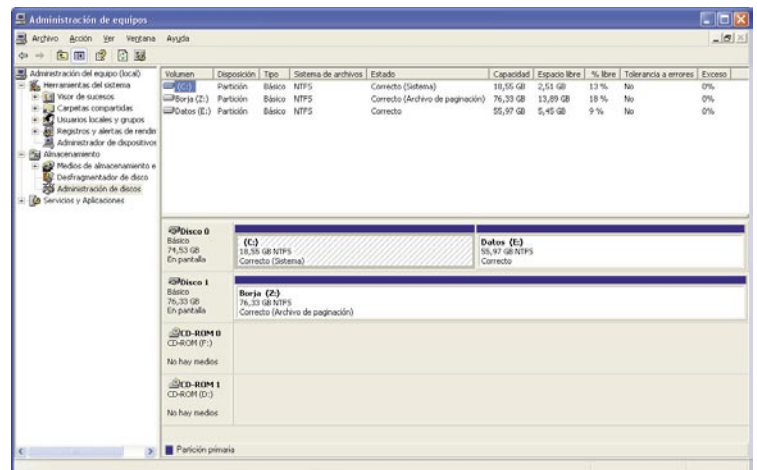 Administración de equipos
Archivo Acción Ver Ventana Ayuda
Administración del equipo (local)
Herramientas del sistema
Visor de sucesos
Carpetas compartidas
Usuarios locales y grupos
Registros y alertas de rendin
Administrador de dispositivos
Almacenamiento
Medios de almacenamiento e
Desfragmentador de disco
Administración de discos
Servicios y Aplicaciones
Volumen Disposición Tipo Sistema de archivos Estado Capacidad Espacio libre % libre Tolerancia a errores Exceso
(C:) Partición Básico NTFS Correcto (Sistema) 18,55 GB 2,51 GB 13 % No 0%
Borja (Z:) Partición Básico NTFS Correcto (Archivo de paginación) 76,33 GB 13,89 GB 18 % No 0%
Datos (E:) Partición Básico NTFS Correcto 55,97 GB 5,45 GB 9 % No 0%
Disco 0
Básico
74,53 GB
En pantalla
(C:)
18,55 GB NTFS
Correcto (Sistema)
Datos (E:)
55,97 GB NTFS
Correcto
Disco 1
Básico
76,33 GB
En pantalla
Borja (Z:)
76,33 GB NTFS
Correcto (Archivo de paginación)
CD-ROM 0
CD-ROM (F:)
No hay medios
CD-ROM 1
CD-ROM (D:)
No hay medios
Partición primaria